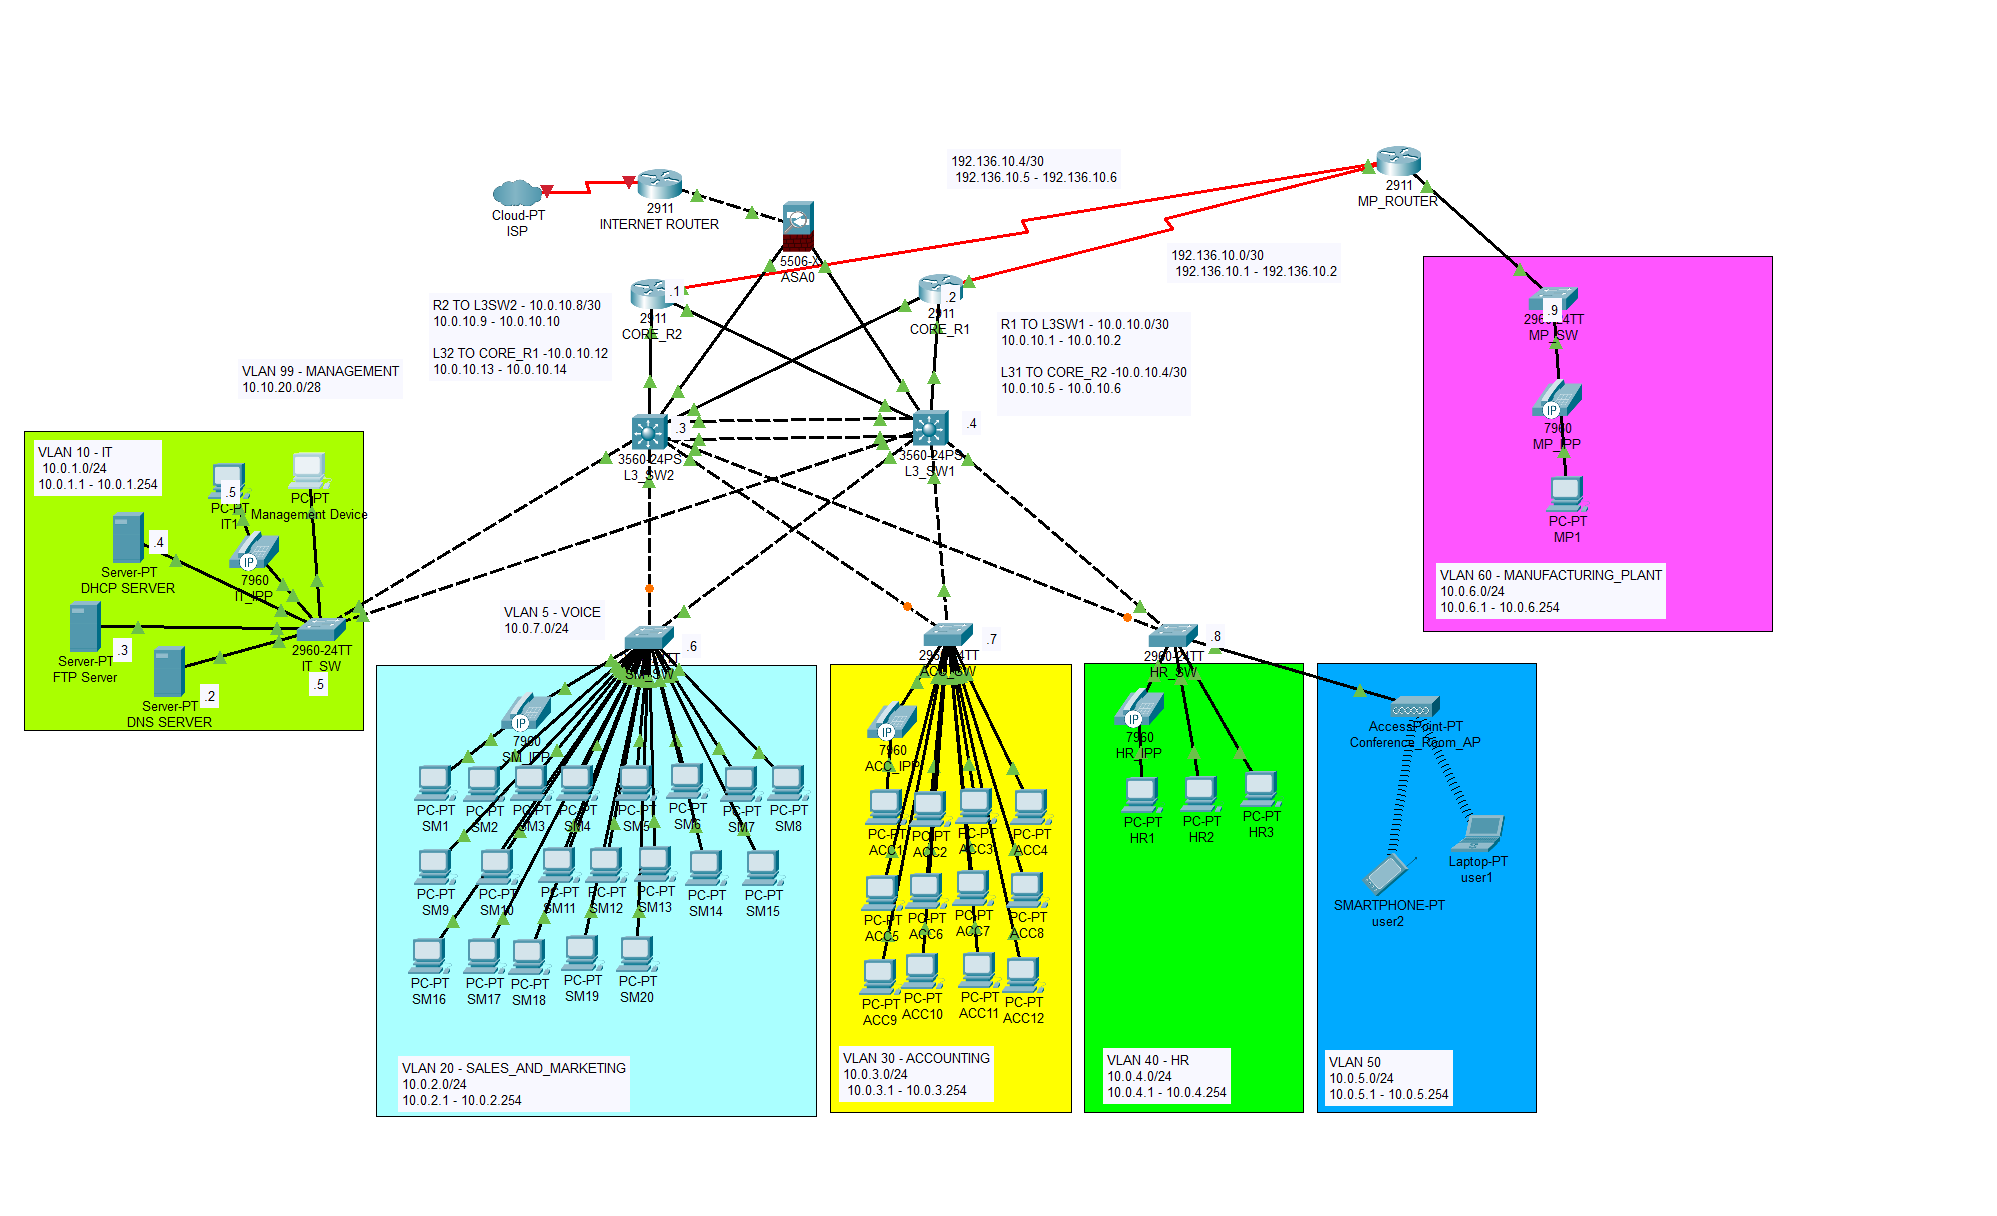 192.136.10.4/30
192.136.10.5 - 192.136.10.6
2911
MP_ROUTER
Cloud-PT
ISP
2911
INTERNET ROUTER
5506-X
ASA0
192.136.10.0/30
192.136.10.1 - 192.136.10.2
R2 TO L3SW2 - 10.0.10.8/30
10.0.10.9 - 10.0.10.10
L32 TO CORE_R1 -10.0.10.12
10.0.10.13 - 10.0.10.14
.1
2911
CORE_R2
.2
2911
CORE_R1
R1 TO L3SW1 - 10.0.10.0/30
10.0.10.1 - 10.0.10.2
L31 TO CORE_R2 -10.0.10.4/30
10.0.10.5 - 10.0.10.6
VLAN 99 - MANAGEMENT
10.10.20.0/28
.3
3560-24PS
L3_SW2
.4
3560-24PS
L3_SW1
.9
2960-24TT
MP_SW
IP
7960
MP_IPP
PC-PT
MP1
VLAN 60 - MANUFACTURING_PLANT
10.0.6.0/24
10.0.6.1 - 10.0.6.254
VLAN 10 - IT
10.0.1.0/24
10.0.1.1 - 10.0.1.254
.5
PC-PT
IT1
PC-PT
Management Device
.4
Server-PT
DHCP SERVER
IP
7960
IT_IPP
.3
Server-PT
FTP Server
.2
Server-PT
DNS SERVER
2960-24TT
IT_SW
.5
VLAN 5 - VOICE
10.0.7.0/24
.6
SM_SW
.7
2960-24TT
ACC_SW
.8
2960-24TT
HR_SW
IP
7960
SM_IPP
PC-PT
SM1
PC-PT
SM2
PC-PT
SM3
PC-PT
SM4
PC-PT
SM5
PC-PT
SM6
PC-PT
SM7
PC-PT
SM8
PC-PT
SM9
PC-PT
SM10
PC-PT
SM11
PC-PT
SM12
PC-PT
SM13
PC-PT
SM14
PC-PT
SM15
PC-PT
SM16
PC-PT
SM17
PC-PT
SM18
PC-PT
SM19
PC-PT
SM20
VLAN 20 - SALES_AND_MARKETING
10.0.2.0/24
10.0.2.1 - 10.0.2.254
IP
7960
ACC_IPP
PC-PT
ACC1
PC-PT
ACC2
PC-PT
ACC3
PC-PT
ACC4
PC-PT
ACC5
PC-PT
ACC6
PC-PT
ACC7
PC-PT
ACC8
PC-PT
ACC9
PC-PT
ACC10
PC-PT
ACC11
PC-PT
ACC12
VLAN 30 - ACCOUNTING
10.0.3.0/24
10.0.3.1 - 10.0.3.254
IP
7960
HR_IPP
PC-PT
HR1
PC-PT
HR2
PC-PT
HR3
VLAN 40 - HR
10.0.4.0/24
10.0.4.1 - 10.0.4.254
AccessPoint-PT
Conference_Room_AP
Laptop-PT
user1
SMARTPHONE-PT
user2
VLAN 50
10.0.5.0/24
10.0.5.1 - 10.0.5.254